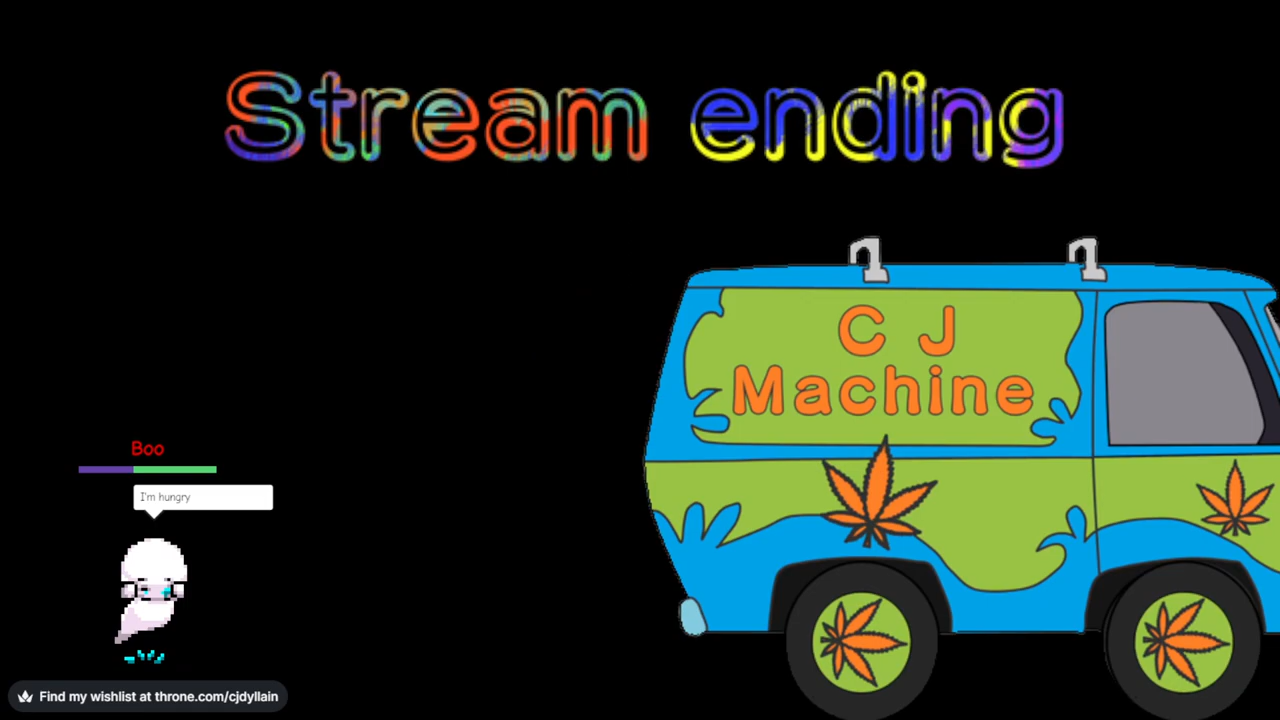 Stream ending
C J
Machine
Boo
I'm hungry
Find my wishlist at throne.com/cjdyllain